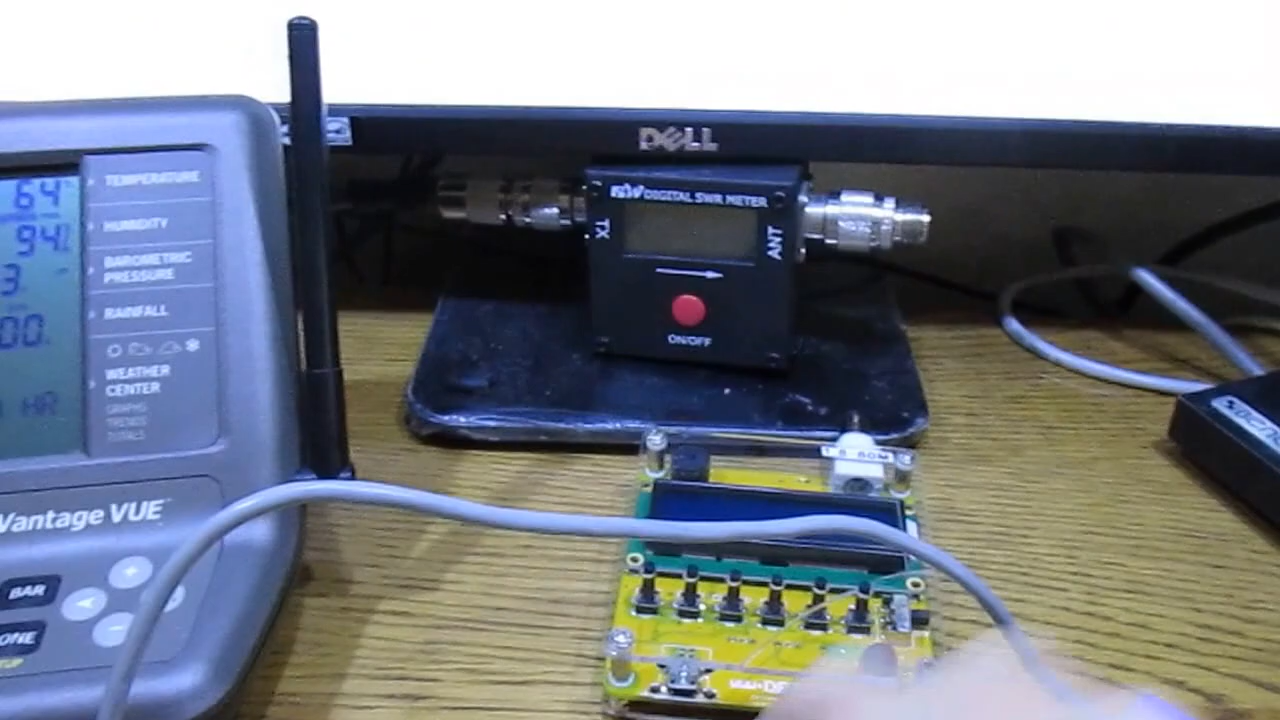 64
94%
3.
00.
HR
TEMPERATURE
HUMIDITY
BAROMETRIC
PRESSURE
RAINFALL
WEATHER
CENTER
GRAPHS
TRENDS
TOTALS
Vantage VUE
BAR
DELL
DIGITAL SWR METER
TX
ANT
ON/OFF